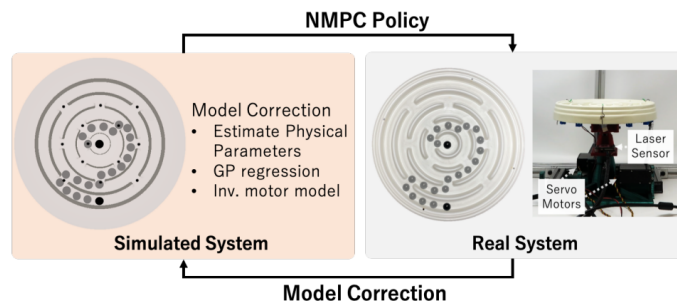 NMPC Policy
Model Correction
• Estimate Physical
Parameters
• GP regression
• Inv. motor model
Simulated System
Laser
Sensor
Servo
Motors
Real System
Model Correction